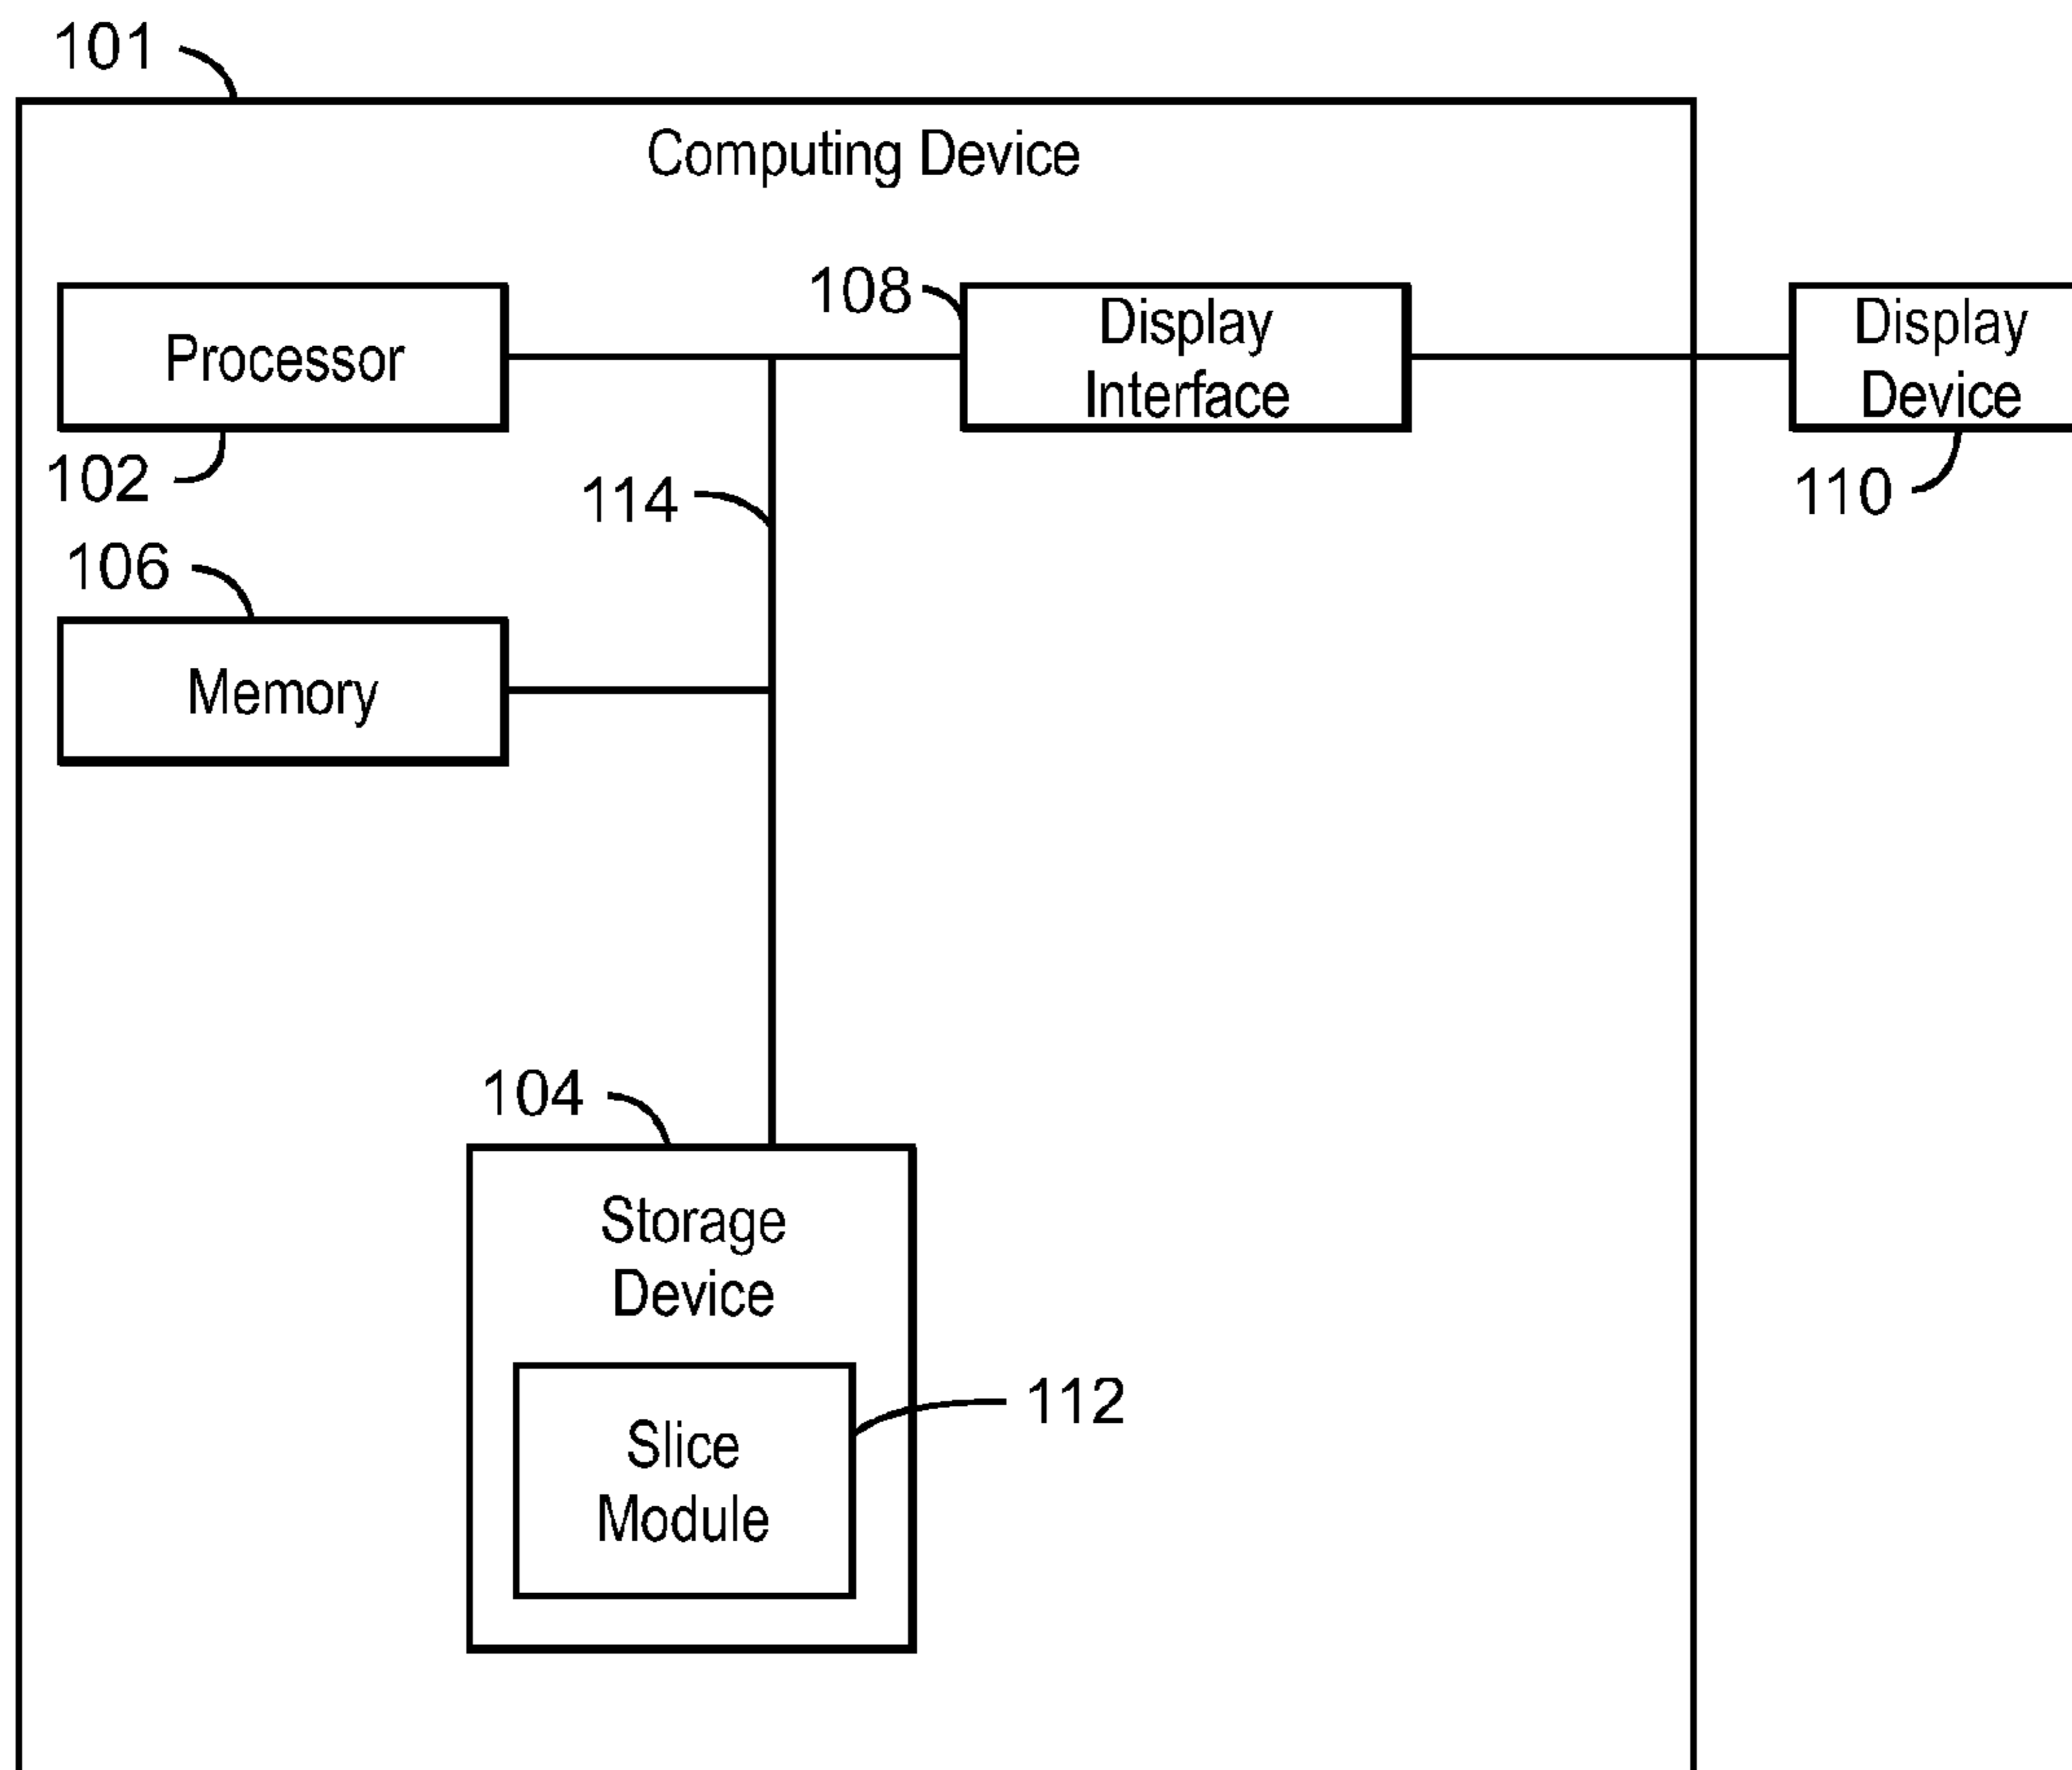 101
Computing Device
108
Processor
Display
Interface
Display
Device
102
114
110
106
Memory
104
Storage
Device
112
Slice
Module